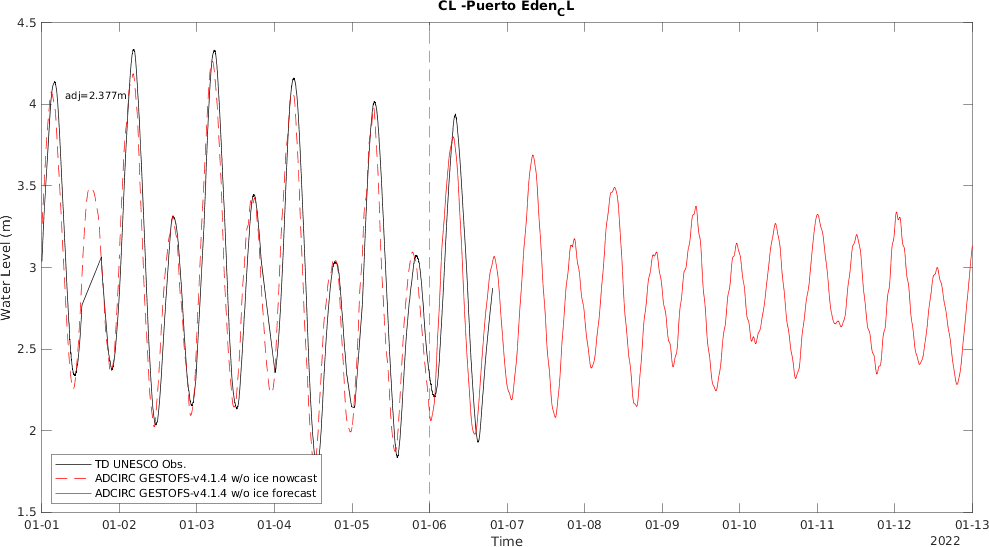 CL -Puerto Eden_CL
4.5
4
3.5
3
2.5
2
1.5
Water Level (m)
adj=2.377m
TD UNESCO Obs.
ADCIRC GESTOFS-v4.1.4 w/o ice nowcast
ADCIRC GESTOFS-v4.1.4 w/o ice forecast
01-01 01-02 01-03 01-04 01-05 01-06 01-07 01-08 01-09 01-10 01-11 01-12 01-13
Time
2022